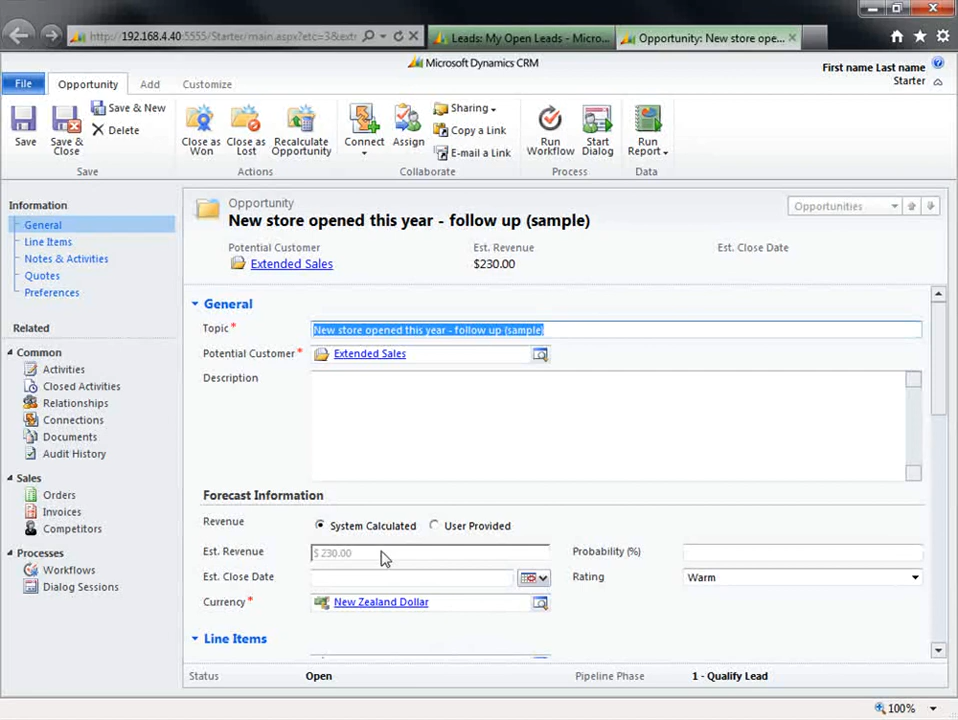 http://192.168.4.40:5555/Starter/main.aspx?etc=3&ext
Leads: My Open Leads - Micro...
Opportunity: New store ope...
Microsoft Dynamics CRM
First name Last name
Starter
File
Opportunity
Add
Customize
Save
Save & Close
Save & New
Delete
Save
Close as Won
Close as Lost
Recalculate Opportunity
Actions
Connect
Assign
Sharing
Copy a Link
E-mail a Link
Collaborate
Run Workflow
Start Dialog
Process
Run Report
Data
Information
General
Line Items
Notes & Activities
Quotes
Preferences
Related
Common
Activities
Closed Activities
Relationships
Connections
Documents
Audit History
Sales
Orders
Invoices
Competitors
Processes
Workflows
Dialog Sessions
Opportunity
New store opened this year - follow up (sample)
Opportunities
Potential Customer
Extended Sales
Est. Revenue
$230.00
Est. Close Date
General
Topic*
New store opened this year - follow up (sample)
Potential Customer*
Extended Sales
Description
Forecast Information
Revenue
System Calculated
User Provided
Est. Revenue
$ 230.00
Probability (%)
Est. Close Date
Rating
Warm
Currency*
New Zealand Dollar
Line Items
Status
Open
Pipeline Phase
1 - Qualify Lead
100%